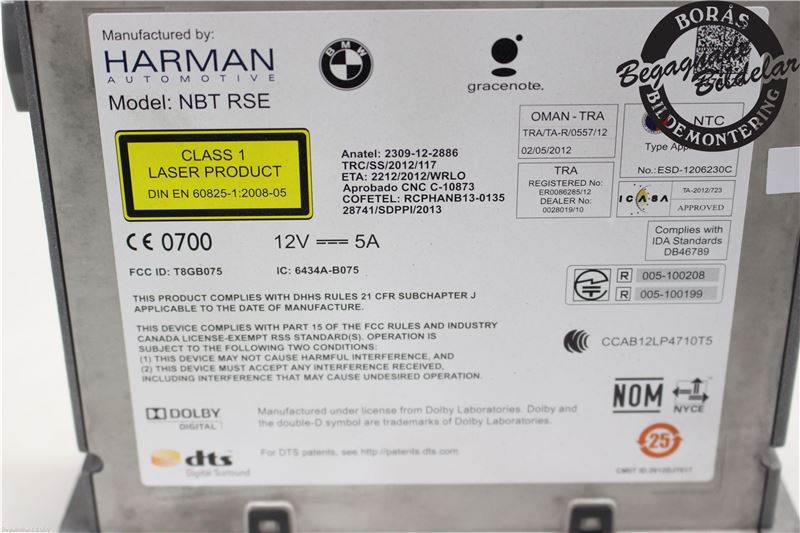 Manufactured by:
HARMAN
AUTOMOTIVE
Model: NBT RSE
BMW
gracenote.
BORÅS
Begagnade
Bildelar
BILDEMONTERING
CLASS 1
LASER PRODUCT
DIN EN 60825-1:2008-05
Anatel: 2309-12-2886
TRC/SS/2012/117
ETA: 2212/2012/WRLO
Aprobado CNC C-10873
COFETEL: RCPHANB13-0135
28741/SDPPI/2013
OMAN - TRA
TRA/TA-R/0557/12
02/05/2012
TRA
REGISTERED No:
ER0086285/12
DEALER No:
0028019/10
NTC
Type App
No.: ESD-1206230C
ICASA
TA-2012/723
APPROVED
Complies with
IDA Standards
DB46789
CE 0700
12V 5A
FCC ID: T8GB075
IC: 6434A-B075
R 005-100208
R 005-100199
THIS PRODUCT COMPLIES WITH DHHS RULES 21 CFR SUBCHAPTER J
APPLICABLE TO THE DATE OF MANUFACTURE.
THIS DEVICE COMPLIES WITH PART 15 OF THE FCC RULES AND INDUSTRY
CANADA LICENSE-EXEMPT RSS STANDARD(S). OPERATION IS
SUBJECT TO THE FOLLOWING TWO CONDITIONS:
(1) THIS DEVICE MAY NOT CAUSE HARMFUL INTERFERENCE, AND
(2) THIS DEVICE MUST ACCEPT ANY INTERFERENCE RECEIVED,
INCLUDING INTERFERENCE THAT MAY CAUSE UNDESIRED OPERATION.
CCAB12LP4710T5
NOM
NYCE
DOLBY
DIGITAL
Manufactured under license from Dolby Laboratories. Dolby and
the double-D symbol are trademarks of Dolby Laboratories.
25
dts
Digital Surround
For DTS patents, see http://patents.dts.com
CMIIT ID:2012DJ7017